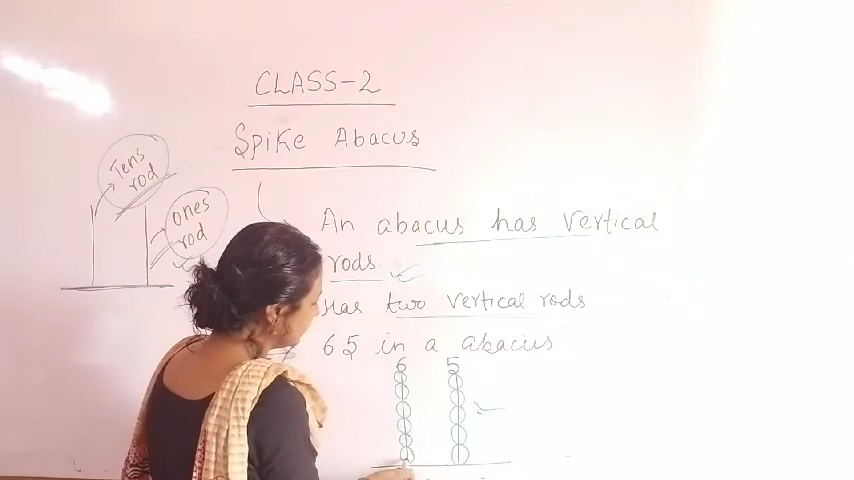 CLASS-2
Spike Abacus
Tens
rod
ones
rod
An abacus has vertical
rods.
Has two vertical rods
65 in a abacus
6 5